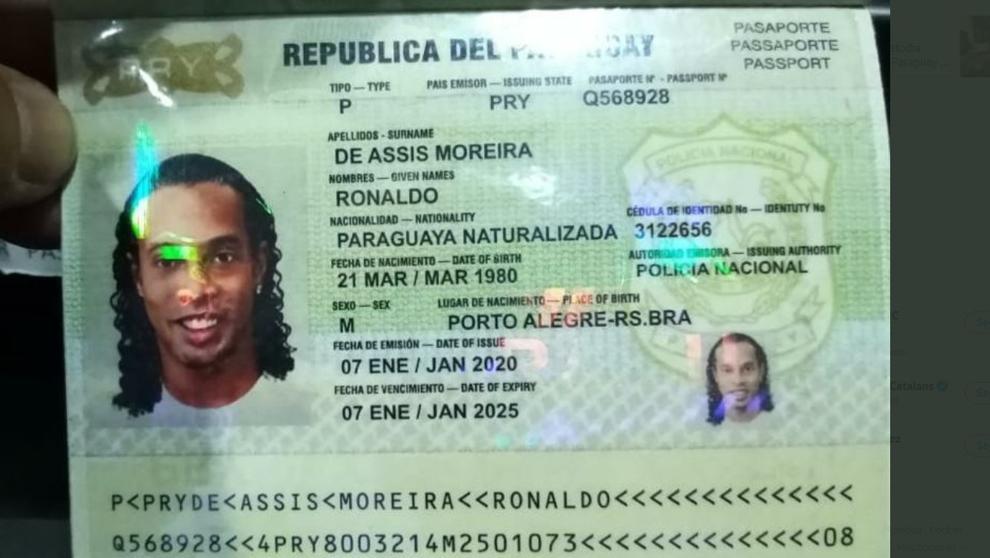 PRY
REPUBLICA DEL PARAGUAY
PASAPORTE
PASSAPORTE
PASSPORT
TIPO — TYPE PAIS EMISOR — ISSUING STATE PASAPORTE Nº - PASSPORT Nº
P PRY Q568928
APELLIDOS - SURNAME
DE ASSIS MOREIRA
NOMBRES — GIVEN NAMES
RONALDO
NACIONALIDAD — NATIONALITY CÉDULA DE IDENTIDAD No — IDENTUTY No
PARAGUAYA NATURALIZADA 3122656
FECHA DE NACIMIENTO — DATE OF BIRTH AUTORIDAD EMISORA — ISSUING AUTHORITY
21 MAR / MAR 1980 POLICIA NACIONAL
SEXO — SEX LUGAR DE NACIMIENTO — PLACE OF BIRTH
M PORTO ALEGRE-RS.BRA
FECHA DE EMISIÓN — DATE OF ISSUE
07 ENE / JAN 2020
FECHA DE VENCIMIENTO — DATE OF EXPIRY
07 ENE / JAN 2025
POLICIA NACIONAL
P<PRYDE<ASSIS<MOREIRA<<RONALDO<<<<<<<<<<<<<<
Q568928<<4PRY8003214M2501073<<<<<<<<<<<<<<08
Catalans